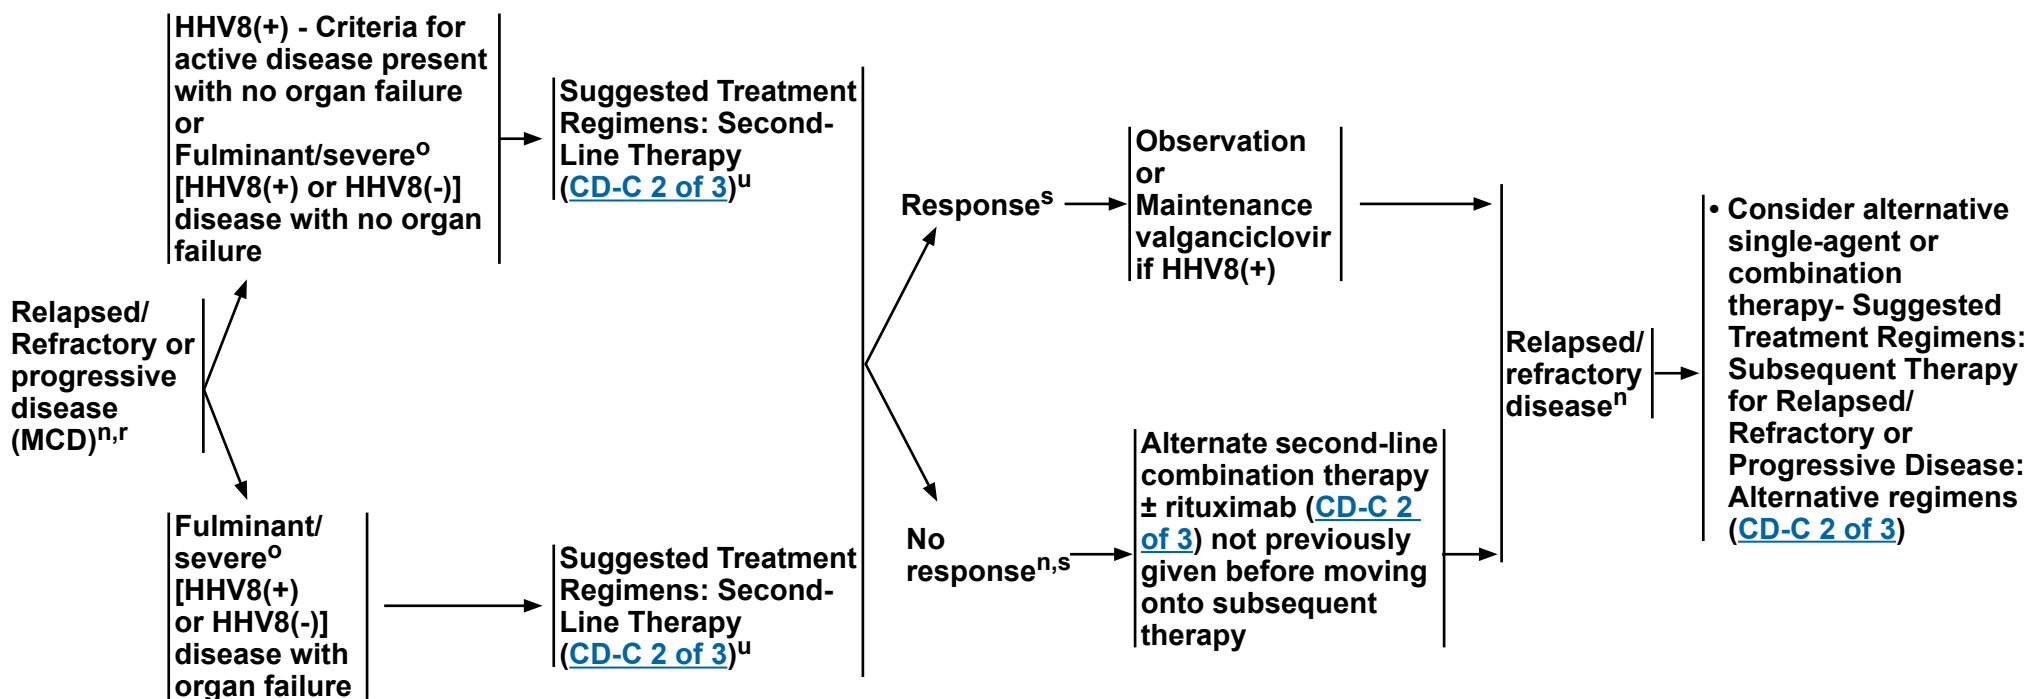 Relapsed/
Refractory or
progressive
disease
(MCD)n,r
HHV8(+) - Criteria for
active disease present
with no organ failure
or
Fulminant/severeo
[HHV8(+) or HHV8(-)]
disease with no organ
failure
Suggested Treatment
Regimens: Second-
Line Therapy
(CD-C 2 of 3)u
Fulminant/
severeo
[HHV8(+)
or HHV8(-)]
disease with
organ failure
Suggested Treatment
Regimens: Second-
Line Therapy
(CD-C 2 of 3)u
Responses
Observation
or
Maintenance
valganciclovir
if HHV8(+)
No
responsen,s
Alternate second-line
combination therapy
± rituximab (CD-C 2
of 3) not previously
given before moving
onto subsequent
therapy
Relapsed/
refractory
diseasen
• Consider alternative
single-agent or
combination
therapy- Suggested
Treatment Regimens:
Subsequent Therapy
for Relapsed/
Refractory or
Progressive Disease:
Alternative regimens
(CD-C 2 of 3)